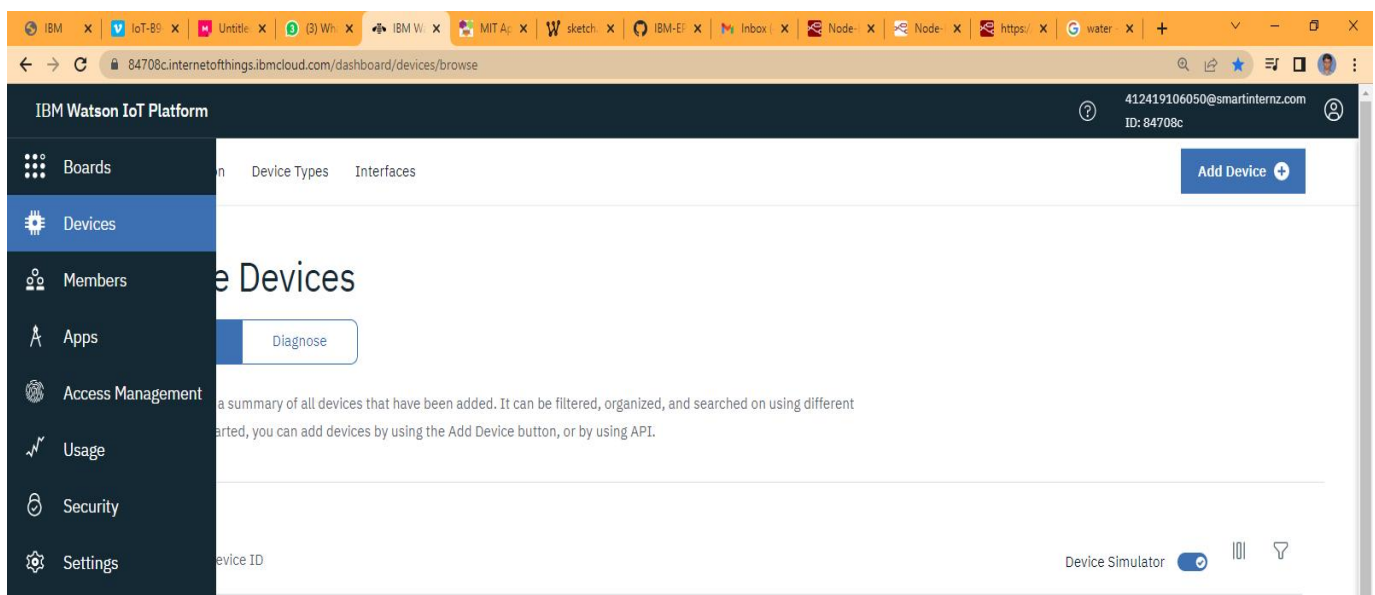 IBM
IoT-B9
Untitle
(3) Wh
IBM W
MIT Ap
sketch
IBM-EF
Inbox (
Node-
Node-
https:/
water -
84708c.internetofthings.ibmcloud.com/dashboard/devices/browse
IBM Watson IoT Platform
412419106050@smartinternz.com
ID: 84708c
Boards
Device Types Interfaces
Add Device
Devices
Members
e Devices
Apps
Diagnose
Access Management
a summary of all devices that have been added. It can be filtered, organized, and searched on using different
arted, you can add devices by using the Add Device button, or by using API.
Usage
Security
Settings
evice ID
Device Simulator